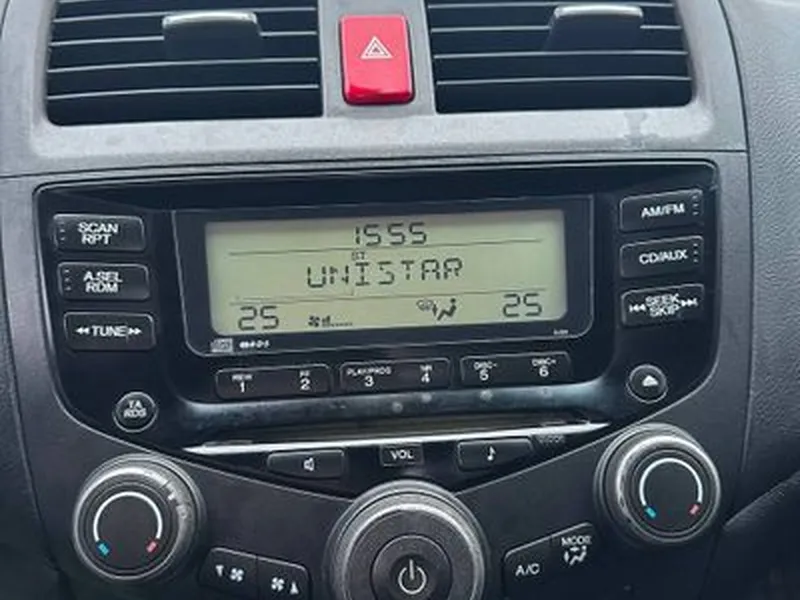 SCAN
RPT
A.SEL
RDM
TUNE
TA
RDS
1555
ST
UNISTAR
25
25
AM/FM
CD/AUX
SEEK
SKIP
1
2
PLAY/PROG
3
4
DISC-
5
DISC+
6
VOL
A/C
MODE